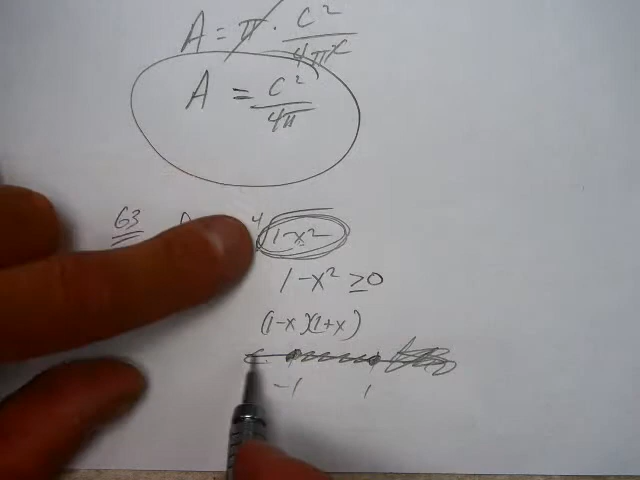 A = π · C² / 4π²
A = C² / 4π
63 ⁴√1-x²
1-x² ≥ 0
(1-x)(1+x)
-1 1